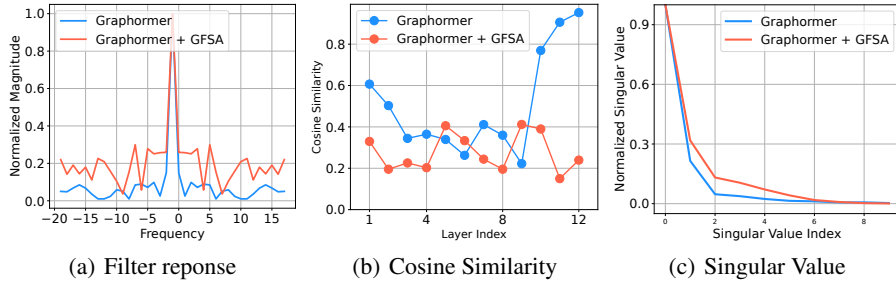 Graphormer
Graphormer + GFSA
Normalized Magnitude
1.0
0.8
0.6
0.4
0.2
0.0
−20 −15 −10 −5 0 5 10 15
Frequency
(a) Filter reponse
Graphormer
Graphormer + GFSA
Cosine Similarity
0.8
0.6
0.4
0.2
0.0
1 4 8 12
Layer Index
(b) Cosine Similarity
Graphormer
Graphormer + GFSA
Normalized Singular Value
0.9
0.6
0.3
0.0
0 2 4 6 8
Singular Value Index
(c) Singular Value